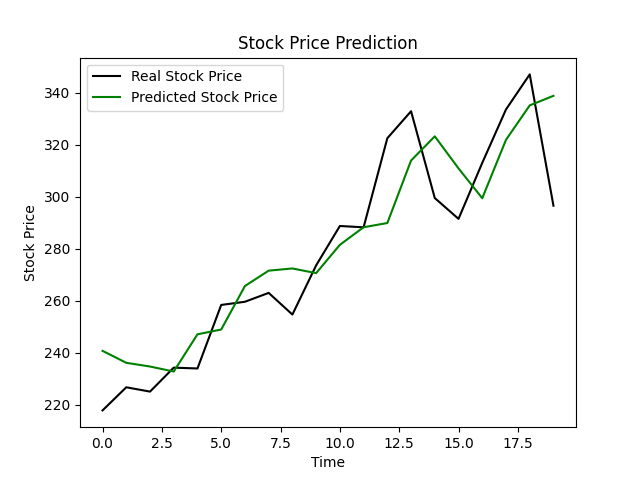 Stock Price Prediction
Real Stock Price
Predicted Stock Price
Stock Price
340
320
300
280
260
240
220
0.0 2.5 5.0 7.5 10.0 12.5 15.0 17.5
Time